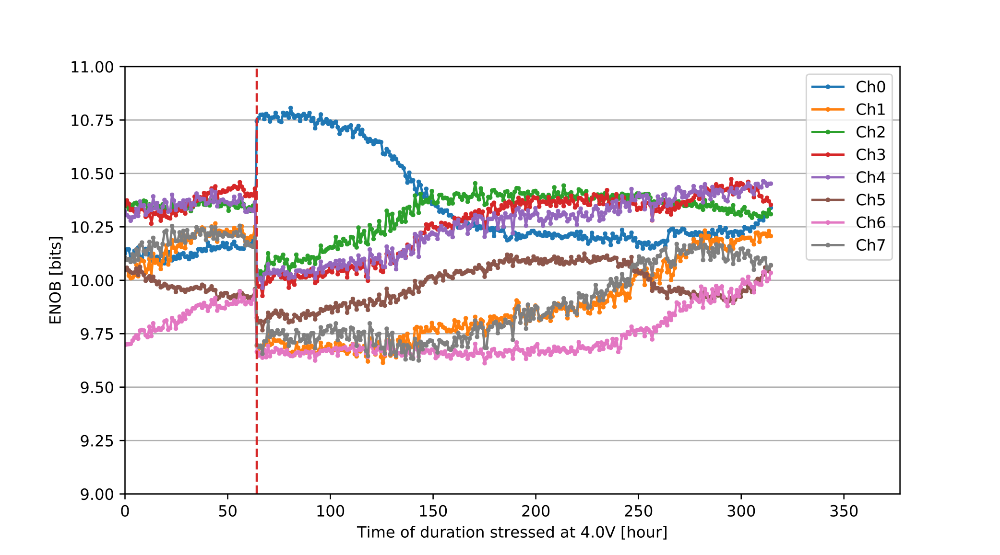 11.00
10.75
10.50
10.25
10.00
9.75
9.50
9.25
9.00
ENOB [bits]
0 50 100 150 200 250 300 350
Time of duration stressed at 4.0V [hour]
Ch0
Ch1
Ch2
Ch3
Ch4
Ch5
Ch6
Ch7